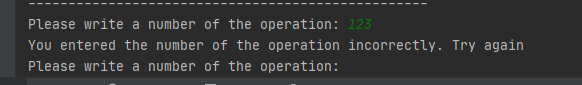 --------------------------------------------------
Please write a number of the operation: 123
You entered the number of the operation incorrectly. Try again
Please write a number of the operation: